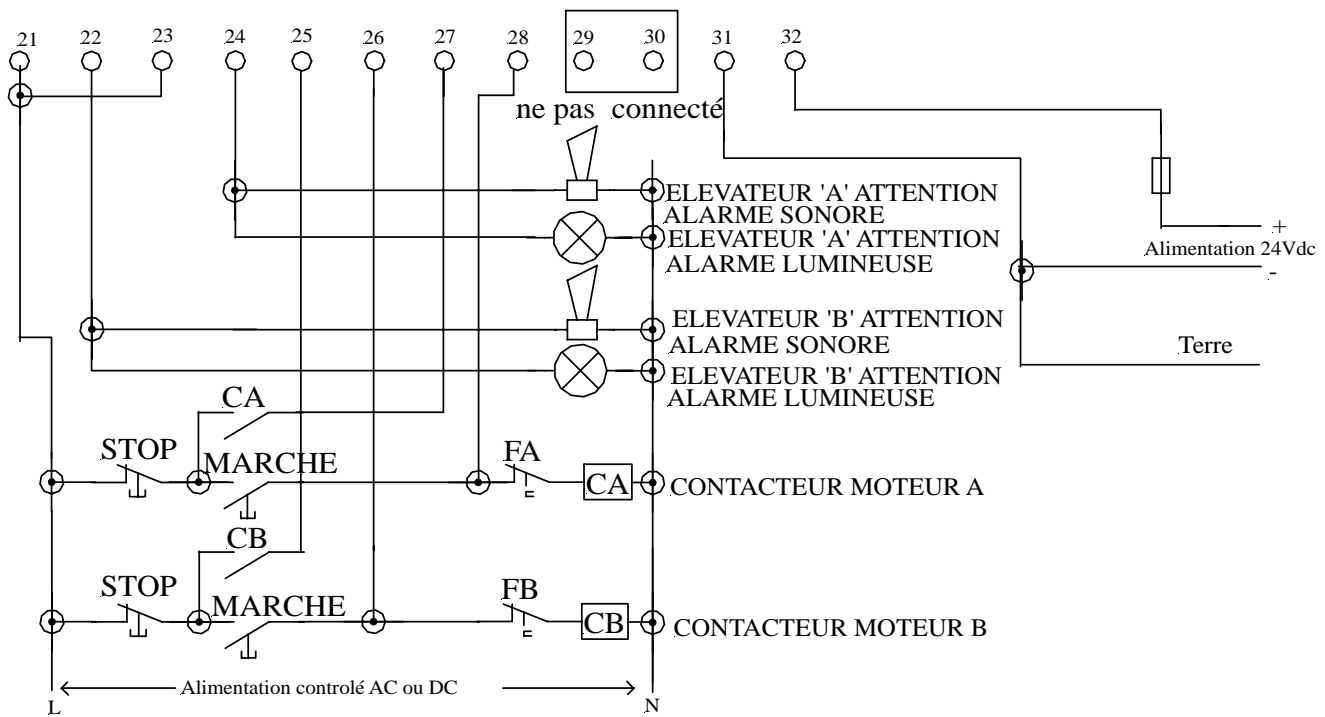 21 22 23 24 25 26 27 28 29 30 31 32
ne pas connecté
ELEVATEUR 'A' ATTENTION
ALARME SONORE
ELEVATEUR 'A' ATTENTION
ALARME LUMINEUSE
+
Alimentation 24Vdc
-
ELEVATEUR 'B' ATTENTION
ALARME SONORE
Terre
ELEVATEUR 'B' ATTENTION
ALARME LUMINEUSE
CA
STOP
MARCHE
FA
CA
CONTACTEUR MOTEUR A
CB
STOP
MARCHE
FB
CB
CONTACTEUR MOTEUR B
Alimentation controlé AC ou DC
L
N